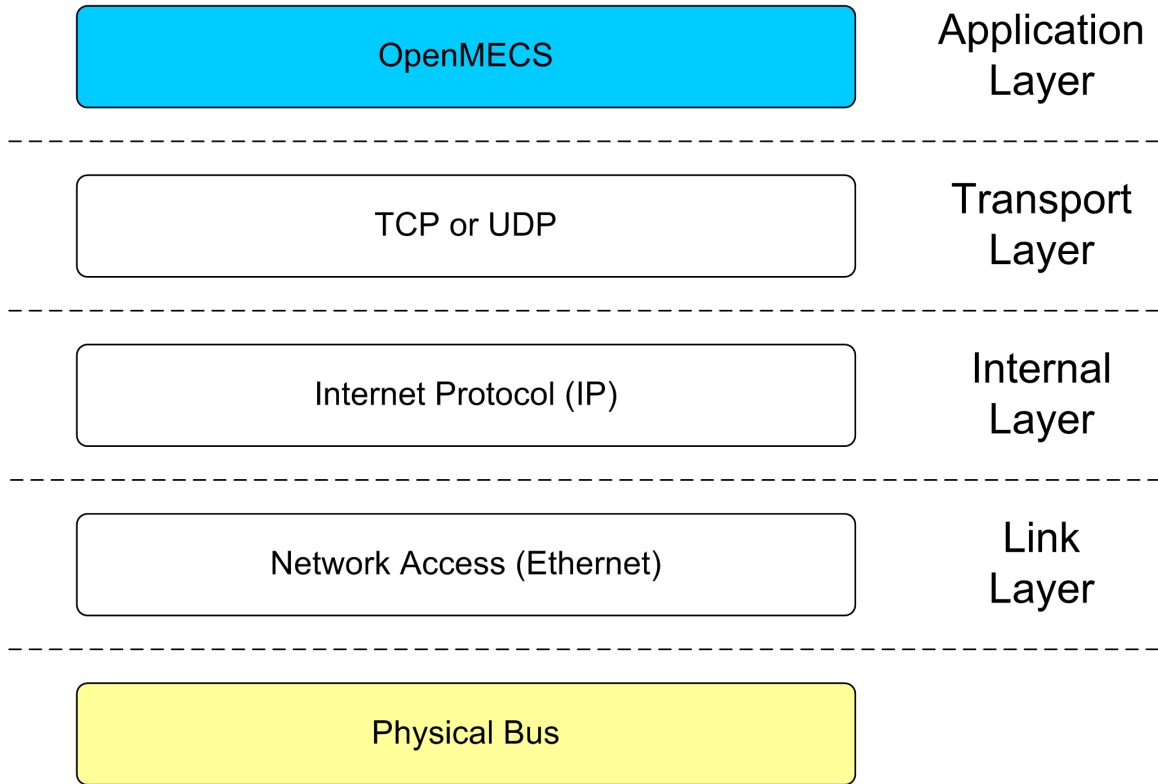 OpenMECS
Application
Layer
TCP or UDP
Transport
Layer
Internet Protocol (IP)
Internal
Layer
Network Access (Ethernet)
Link
Layer
Physical Bus